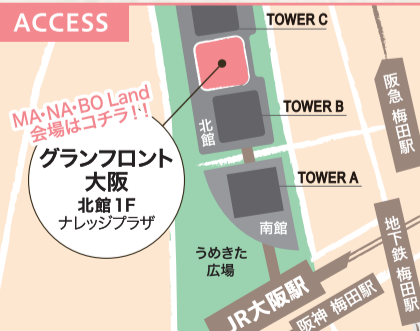 ACCESS
TOWER C
MA・NA・BO Land
会場はコチラ!!
グランフロント
大阪
北館1F
ナレッジプラザ
北館
TOWER B
TOWER A
南館
うめきた
広場
JR大阪駅
阪急 梅田駅
地下鉄 梅田駅
阪神 梅田駅